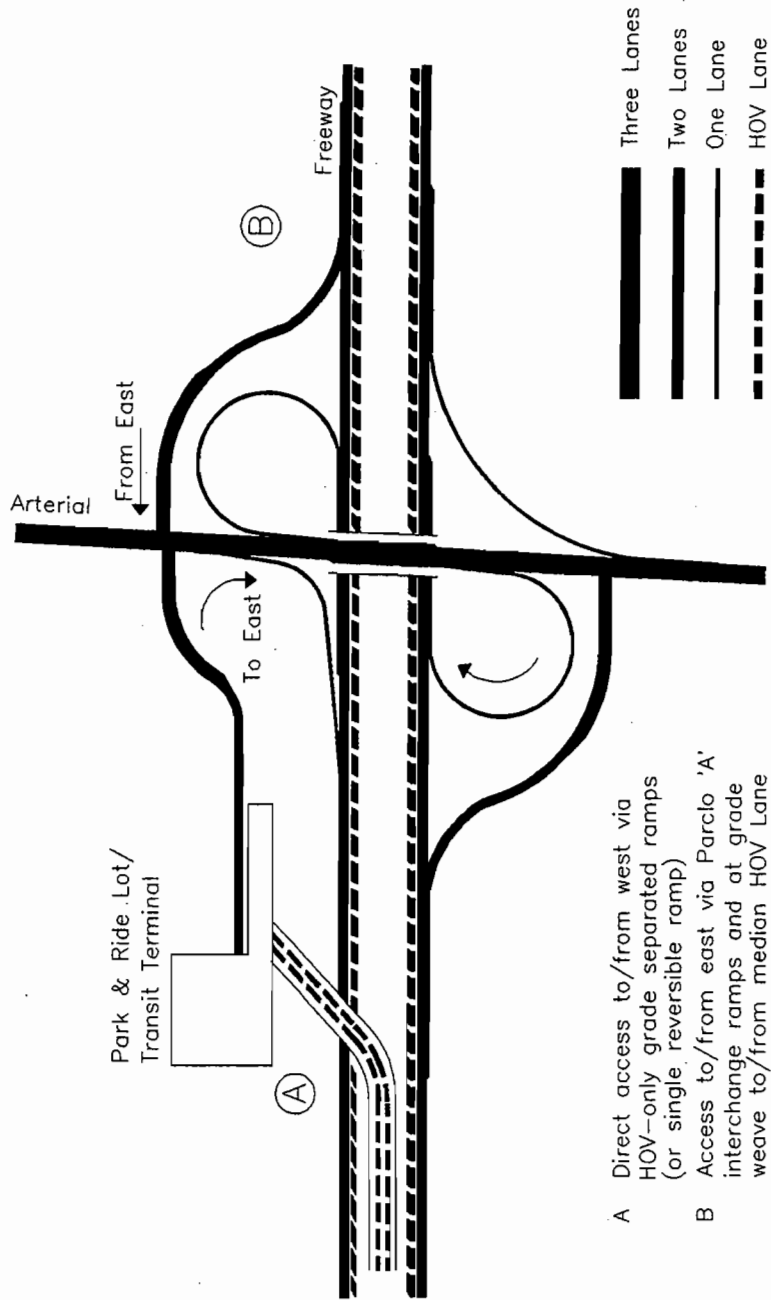 Arterial
From East
To East
Freeway
B
Park & Ride Lot/
Transit Terminal
A
A Direct access to/from west via
HOV-only grade separated ramps
(or single reversible ramp)
B Access to/from east via Parclo 'A'
interchange ramps and at grade
weave to/from median HOV Lane
Three Lanes
Two Lanes
One Lane
HOV Lane